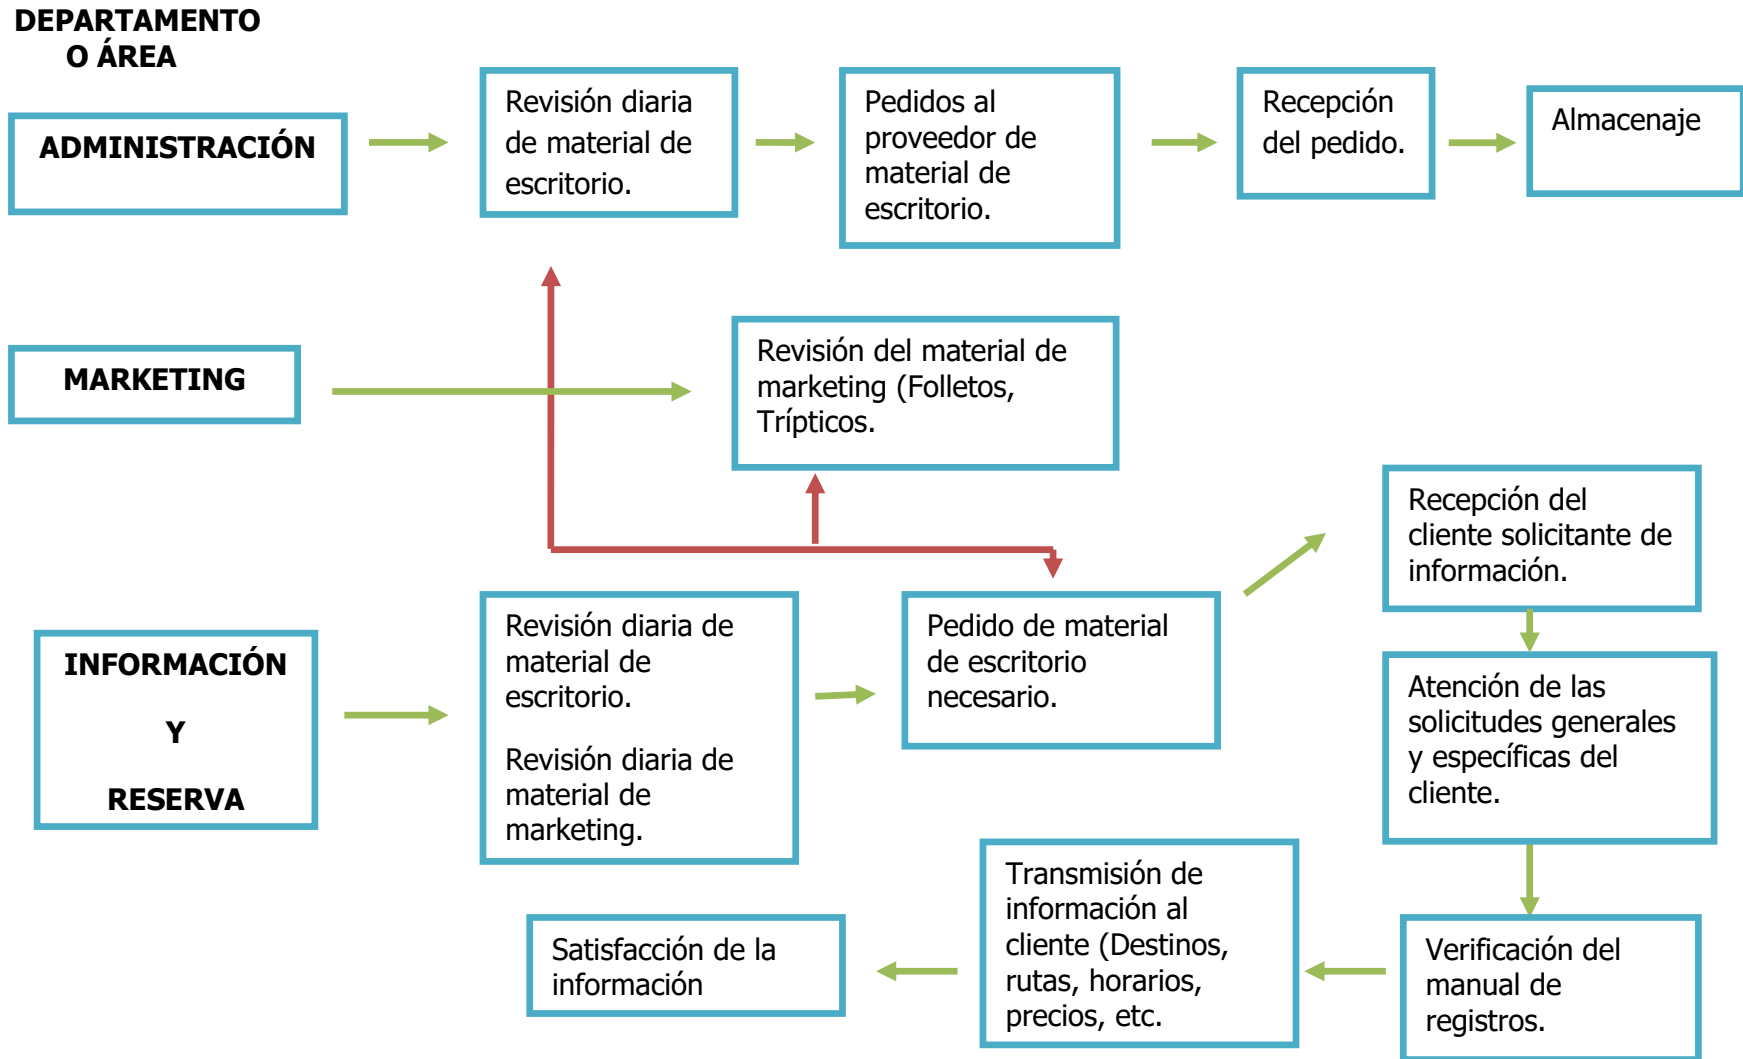 DEPARTAMENTO
O ÁREA
ADMINISTRACIÓN
Revisión diaria
de material de
escritorio.
Pedidos al
proveedor de
material de
escritorio.
Recepción
del pedido.
Almacenaje
MARKETING
Revisión del material de
marketing (Folletos,
Trípticos.
INFORMACIÓN
Y
RESERVA
Revisión diaria de
material de
escritorio.
Revisión diaria de
material de
marketing.
Pedido de material
de escritorio
necesario.
Recepción del
cliente solicitante de
información.
Atención de las
solicitudes generales
y específicas del
cliente.
Verificación del
manual de
registros.
Transmisión de
información al
cliente (Destinos,
rutas, horarios,
precios, etc.
Satisfacción de la
información